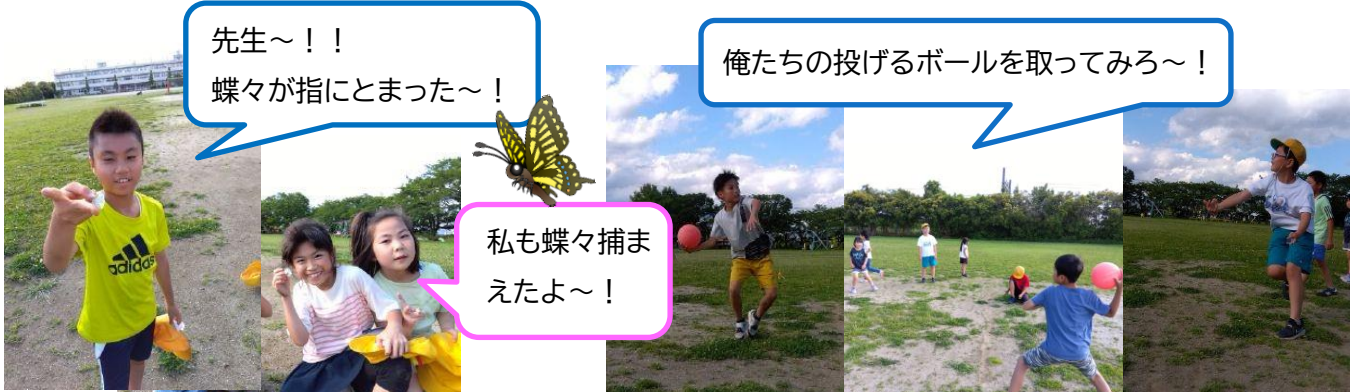 先生～！！
蝶々が指にとまった～！
俺たちの投げるボールを取ってみろ～！
私も蝶々捕ま
えたよ～！
adidas